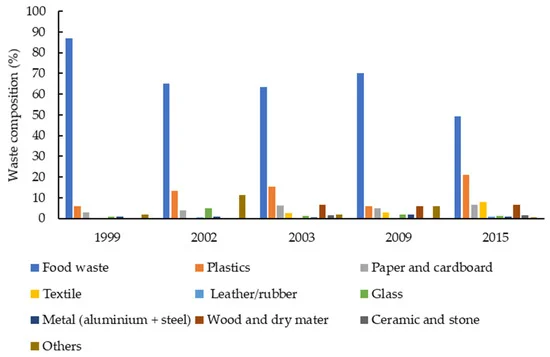 Waste composition (%)
100
90
80
70
60
50
40
30
20
10
0
1999 2002 2003 2009 2015
Food waste Plastics Paper and cardboard
Textile Leather/rubber Glass
Metal (aluminium + steel) Wood and dry mater Ceramic and stone
Others